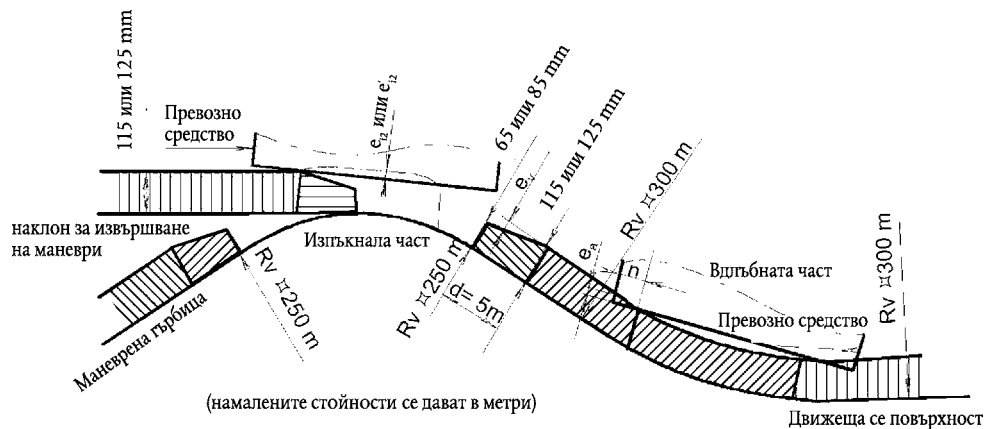 115 или 125 mm
Превозно
средство
e i2 или e' i2
65 или 85 mm
e v
115 или 125 mm
Rv ¤300 m
наклон за извършване
на маневри
Изпъкнала част
e a
n
Вдлъбната част
Rv ¤300 m
Rv ¤250 m
Rv ¤250 m
d= 5m
Превозно средство
Маневрена гърбица
(намалените стойности се дават в метри)
Движеща се повърхност